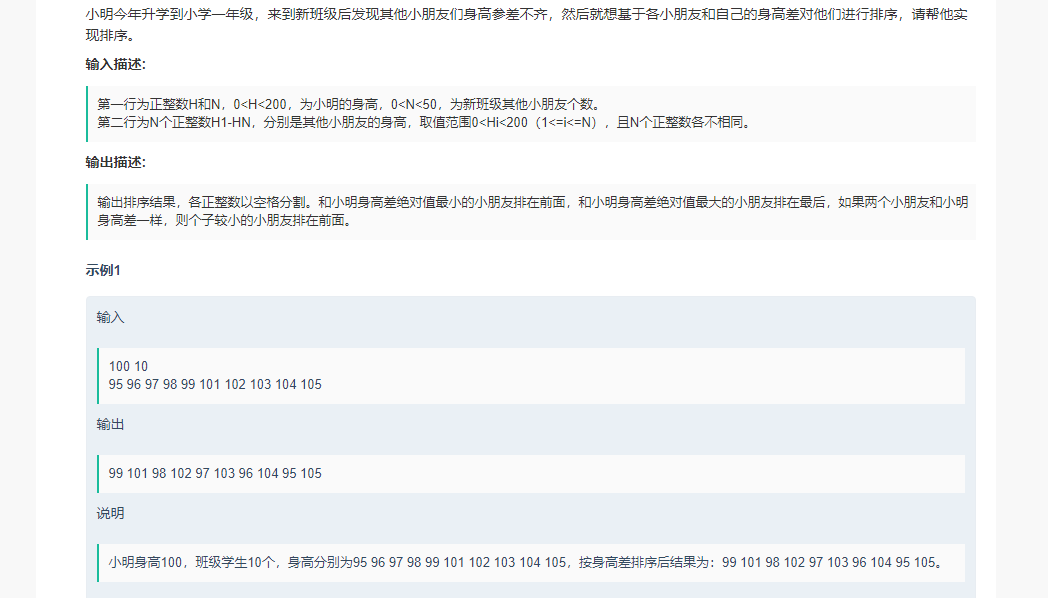 小明今年升学到小学一年级，来到新班级后发现其他小朋友们身高参差不齐，然后就想基于各小朋友和自己的身高差对他们进行排序，请帮他实
现排序。
输入描述:
第一行为正整数H和N，0<H<200，为小明的身高，0<N<50，为新班级其他小朋友个数。
第二行为N个正整数H1-HN，分别是其他小朋友的身高，取值范围0<Hi<200（1<=i<=N），且N个正整数各不相同。
输出描述:
输出排序结果，各正整数以空格分割。和小明身高差绝对值最小的小朋友排在前面，和小明身高差绝对值最大的小朋友排在最后，如果两个小朋友和小明
身高差一样，则个子较小的小朋友排在前面。
示例1
输入
100 10
95 96 97 98 99 101 102 103 104 105
输出
99 101 98 102 97 103 96 104 95 105
说明
小明身高100，班级学生10个，身高分别为95 96 97 98 99 101 102 103 104 105，按身高差排序后结果为：99 101 98 102 97 103 96 104 95 105。